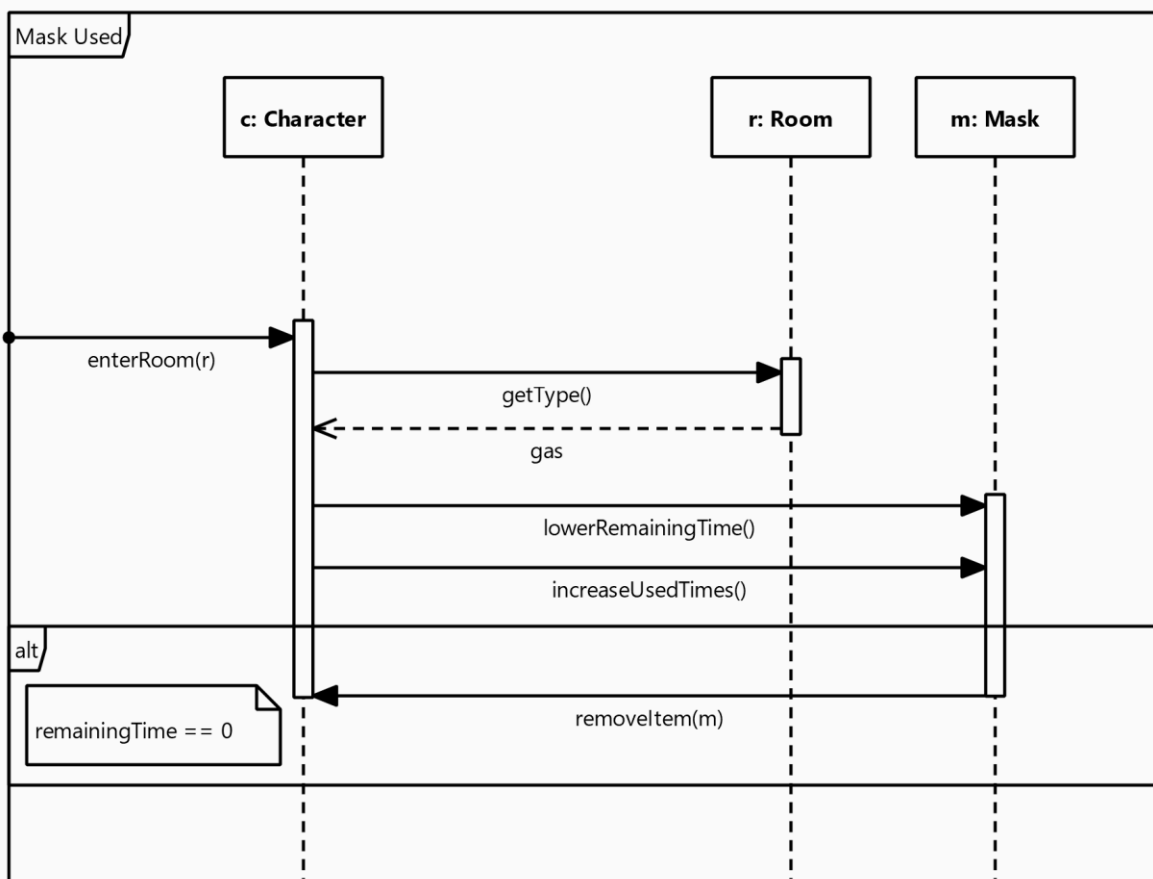 Mask Used
c: Character
r: Room
m: Mask
enterRoom(r)
getType()
gas
lowerRemainingTime()
increaseUsedTimes()
alt
removeItem(m)
remainingTime == 0